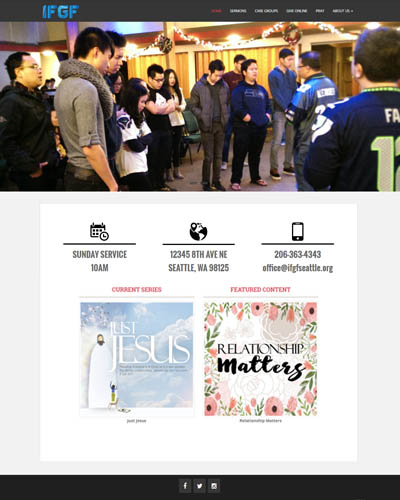 IFGF
HOME SERMONS CARE GROUPS GIVE ONLINE PRAY ABOUT US
FA
12
SUNDAY SERVICE
10AM
12345 8TH AVE NE
SEATTLE, WA 98125
206-363-4343
office@ifgfseattle.org
CURRENT SERIES
FEATURED CONTENT
JUST
JESUS
RELATIONSHIP
Matters
Just Jesus
Relationship Matters